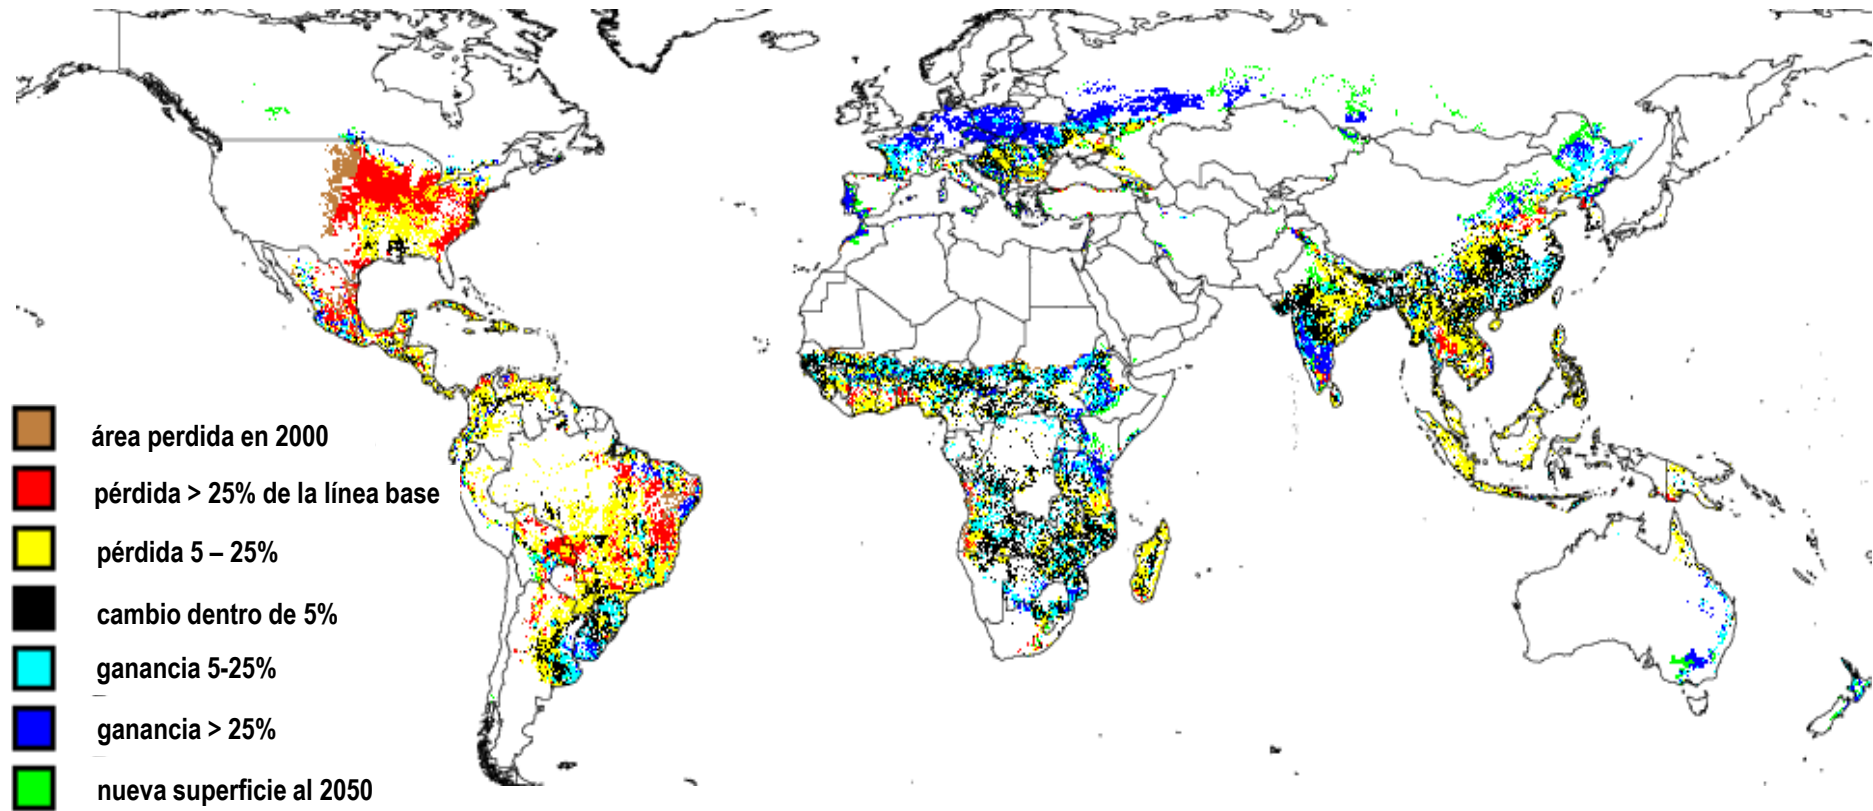 área perdida en 2000
pérdida > 25% de la línea base
pérdida 5 – 25%
cambio dentro de 5%
ganancia 5-25%
ganancia > 25%
nueva superficie al 2050